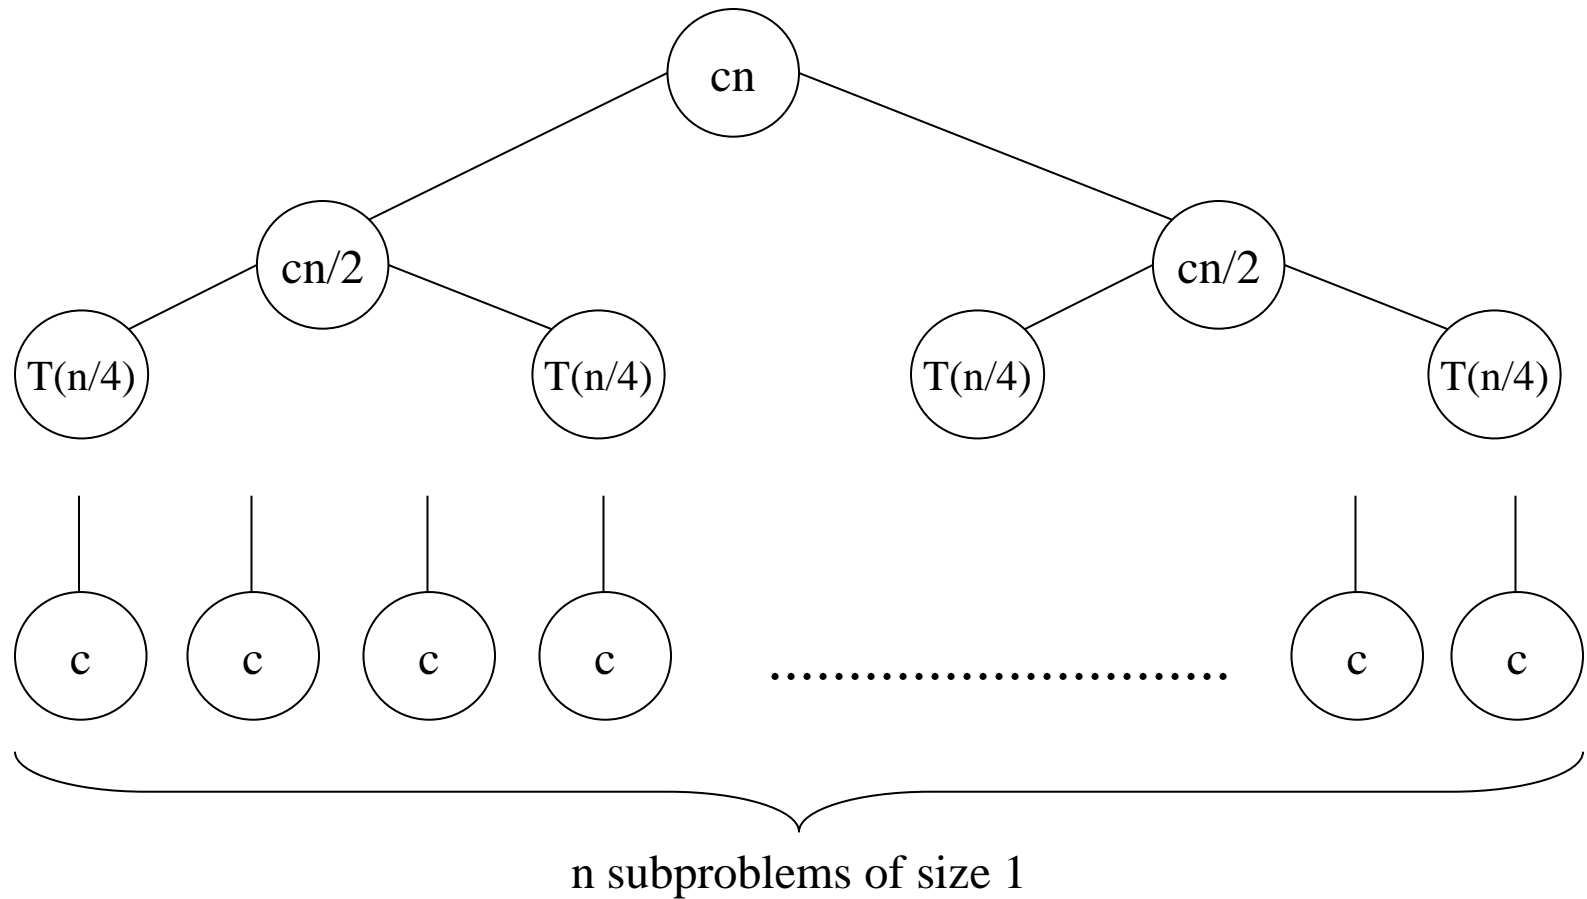 cn
cn/2 cn/2
T(n/4) T(n/4) T(n/4) T(n/4)
c c c c ............................. c c
n subproblems of size 1